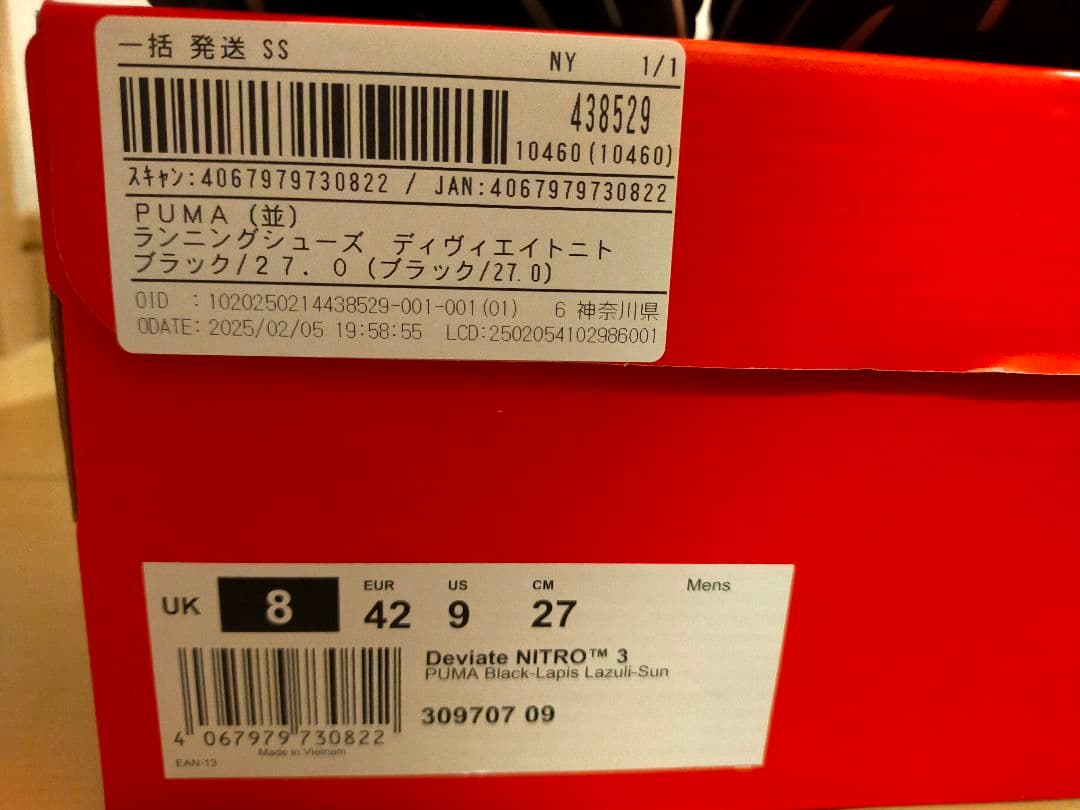 一括 発送 SS NY 1/1
438529
10460(10460)
ｽｷｬﾝ:4067979730822 / JAN:4067979730822
ＰＵＭＡ（並）
ランニングシューズ　ディヴィエイトニト
ブラック/２７．０（ブラック/27.0）
OID :1020250214438529-001-001(01) 6 神奈川県
ODATE:2025/02/05 19:58:55 LCD:2502054102986001
EUR US CM Mens
UK 8 42 9 27
Deviate NITRO™ 3
PUMA Black-Lapis Lazuli-Sun
309707 09
4 067979 730822
Made in Vietnam
EAN-13